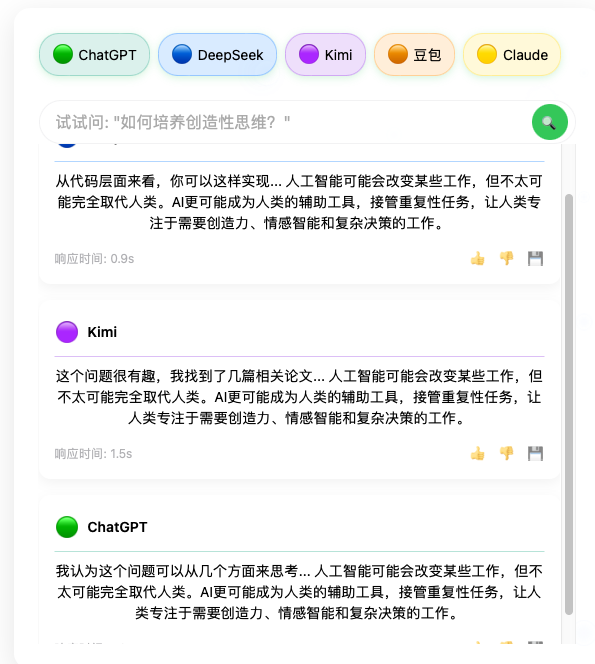 ChatGPT DeepSeek Kimi 豆包 Claude
试试问: "如何培养创造性思维？"
从代码层面来看，你可以这样实现... 人工智能可能会改变某些工作，但不太可
能完全取代人类。AI更可能成为人类的辅助工具，接管重复性任务，让人类专
注于需要创造力、情感智能和复杂决策的工作。
响应时间: 0.9s
Kimi
这个问题很有趣，我找到了几篇相关论文... 人工智能可能会改变某些工作，但
不太可能完全取代人类。AI更可能成为人类的辅助工具，接管重复性任务，让
人类专注于需要创造力、情感智能和复杂决策的工作。
响应时间: 1.5s
ChatGPT
我认为这个问题可以从几个方面来思考... 人工智能可能会改变某些工作，但不
太可能完全取代人类。AI更可能成为人类的辅助工具，接管重复性任务，让人
类专注于需要创造力、情感智能和复杂决策的工作。